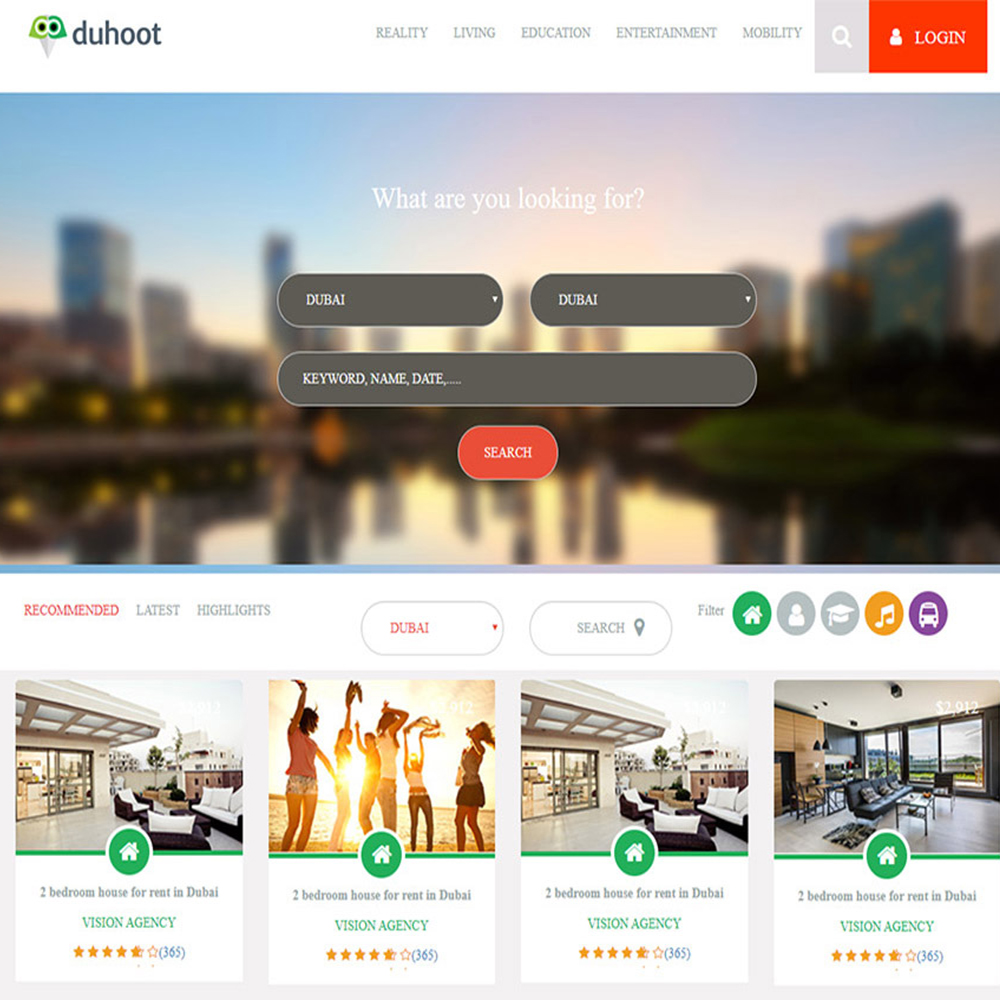 duhoot
REALITY LIVING EDUCATION ENTERTAINMENT MOBILITY LOGIN
What are you looking for?
DUBAI DUBAI
KEYWORD, NAME, DATE,.....
SEARCH
RECOMMENDED LATEST HIGHLIGHTS DUBAI SEARCH Filter
$2,912 $2,912 $2,912 $2,912
2 bedroom house for rent in Dubai
VISION AGENCY
(365)
2 bedroom house for rent in Dubai
VISION AGENCY
(365)
2 bedroom house for rent in Dubai
VISION AGENCY
(365)
2 bedroom house for rent in Dubai
VISION AGENCY
(365)